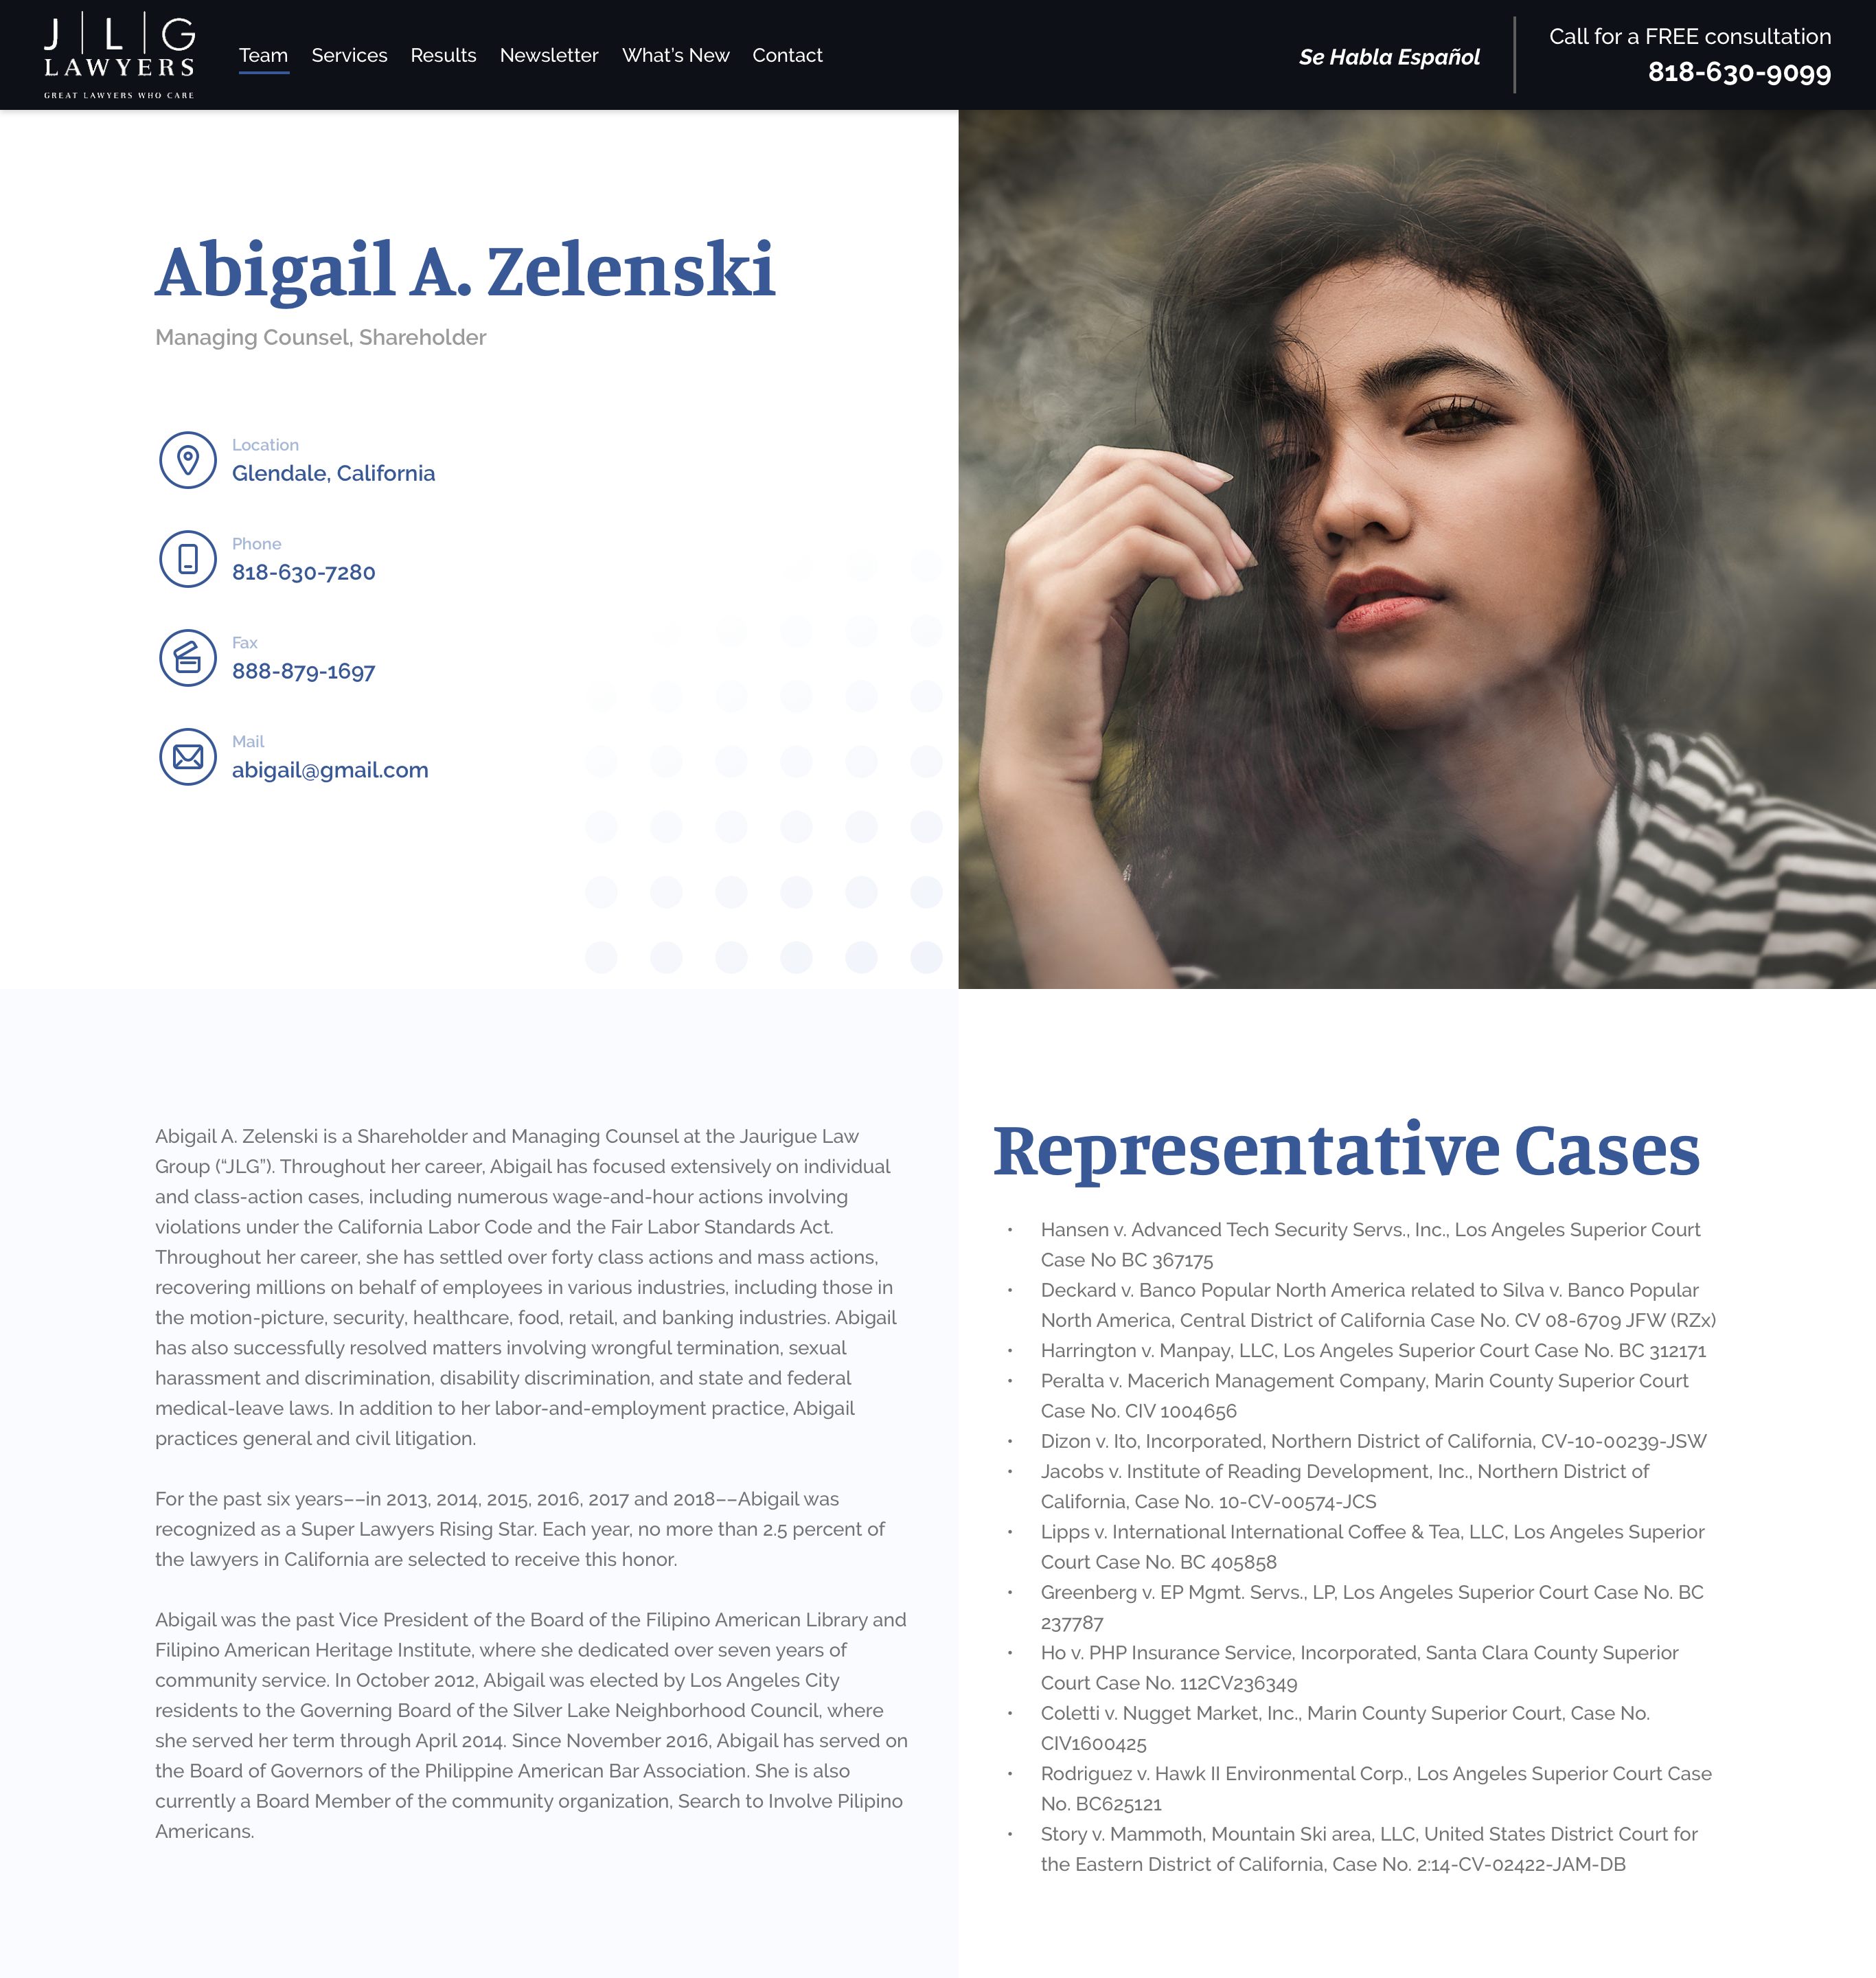 J L G
LAWYERS
GREAT LAWYERS WHO CARE
Team Services Results Newsletter What's New Contact
Se Habla Español
Call for a FREE consultation
818-630-9099
Abigail A. Zelenski
Managing Counsel, Shareholder
Location
Glendale, California
Phone
818-630-7280
Fax
888-879-1697
Mail
abigail@gmail.com
Abigail A. Zelenski is a Shareholder and Managing Counsel at the Jaurigue Law
Group (“JLG”). Throughout her career, Abigail has focused extensively on individual
and class-action cases, including numerous wage-and-hour actions involving
violations under the California Labor Code and the Fair Labor Standards Act.
Throughout her career, she has settled over forty class actions and mass actions,
recovering millions on behalf of employees in various industries, including those in
the motion-picture, security, healthcare, food, retail, and banking industries. Abigail
has also successfully resolved matters involving wrongful termination, sexual
harassment and discrimination, disability discrimination, and state and federal
medical-leave laws. In addition to her labor-and-employment practice, Abigail
practices general and civil litigation.
For the past six years––in 2013, 2014, 2015, 2016, 2017 and 2018––Abigail was
recognized as a Super Lawyers Rising Star. Each year, no more than 2.5 percent of
the lawyers in California are selected to receive this honor.
Abigail was the past Vice President of the Board of the Filipino American Library and
Filipino American Heritage Institute, where she dedicated over seven years of
community service. In October 2012, Abigail was elected by Los Angeles City
residents to the Governing Board of the Silver Lake Neighborhood Council, where
she served her term through April 2014. Since November 2016, Abigail has served on
the Board of Governors of the Philippine American Bar Association. She is also
currently a Board Member of the community organization, Search to Involve Pilipino
Americans.
Representative Cases
• Hansen v. Advanced Tech Security Servs., Inc., Los Angeles Superior Court
Case No BC 367175
• Deckard v. Banco Popular North America related to Silva v. Banco Popular
North America, Central District of California Case No. CV 08-6709 JFW (RZx)
• Harrington v. Manpay, LLC, Los Angeles Superior Court Case No. BC 312171
• Peralta v. Macerich Management Company, Marin County Superior Court
Case No. CIV 1004656
• Dizon v. Ito, Incorporated, Northern District of California, CV-10-00239-JSW
• Jacobs v. Institute of Reading Development, Inc., Northern District of
California, Case No. 10-CV-00574-JCS
• Lipps v. International International Coffee & Tea, LLC, Los Angeles Superior
Court Case No. BC 405858
• Greenberg v. EP Mgmt. Servs., LP, Los Angeles Superior Court Case No. BC
237787
• Ho v. PHP Insurance Service, Incorporated, Santa Clara County Superior
Court Case No. 112CV236349
• Coletti v. Nugget Market, Inc., Marin County Superior Court, Case No.
CIV1600425
• Rodriguez v. Hawk II Environmental Corp., Los Angeles Superior Court Case
No. BC625121
• Story v. Mammoth, Mountain Ski area, LLC, United States District Court for
the Eastern District of California, Case No. 2:14-CV-02422-JAM-DB